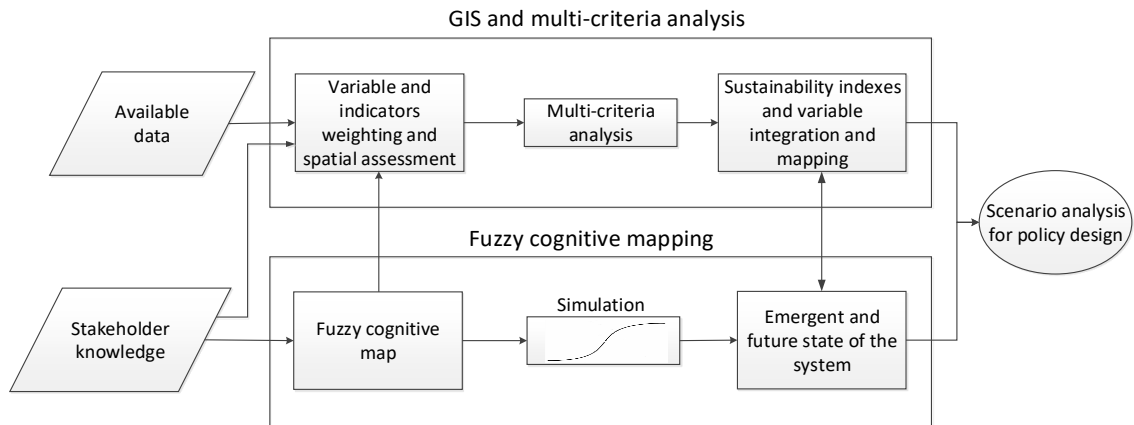 GIS and multi-criteria analysis
Available
data
Variable and
indicators
weighting and
spatial assessment
Multi-criteria
analysis
Sustainability indexes
and variable
integration and
mapping
Scenario analysis
for policy design
Fuzzy cognitive mapping
Stakeholder
knowledge
Fuzzy cognitive
map
Simulation
Emergent and
future state of the
system